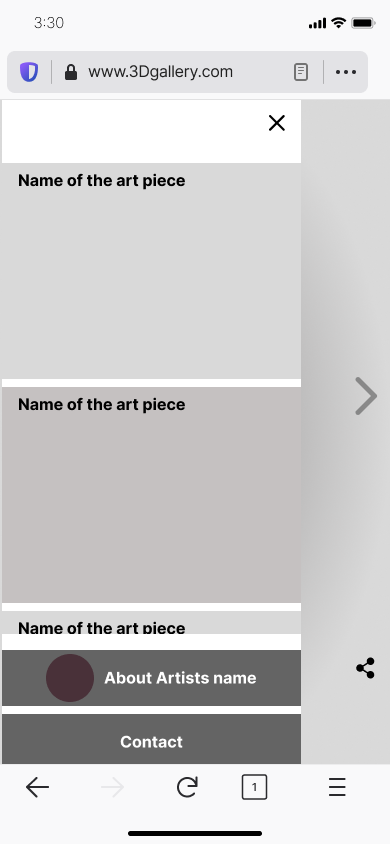 3:30
www.3Dgallery.com
Name of the art piece
Name of the art piece
Name of the art piece
About Artists name
Contact
1